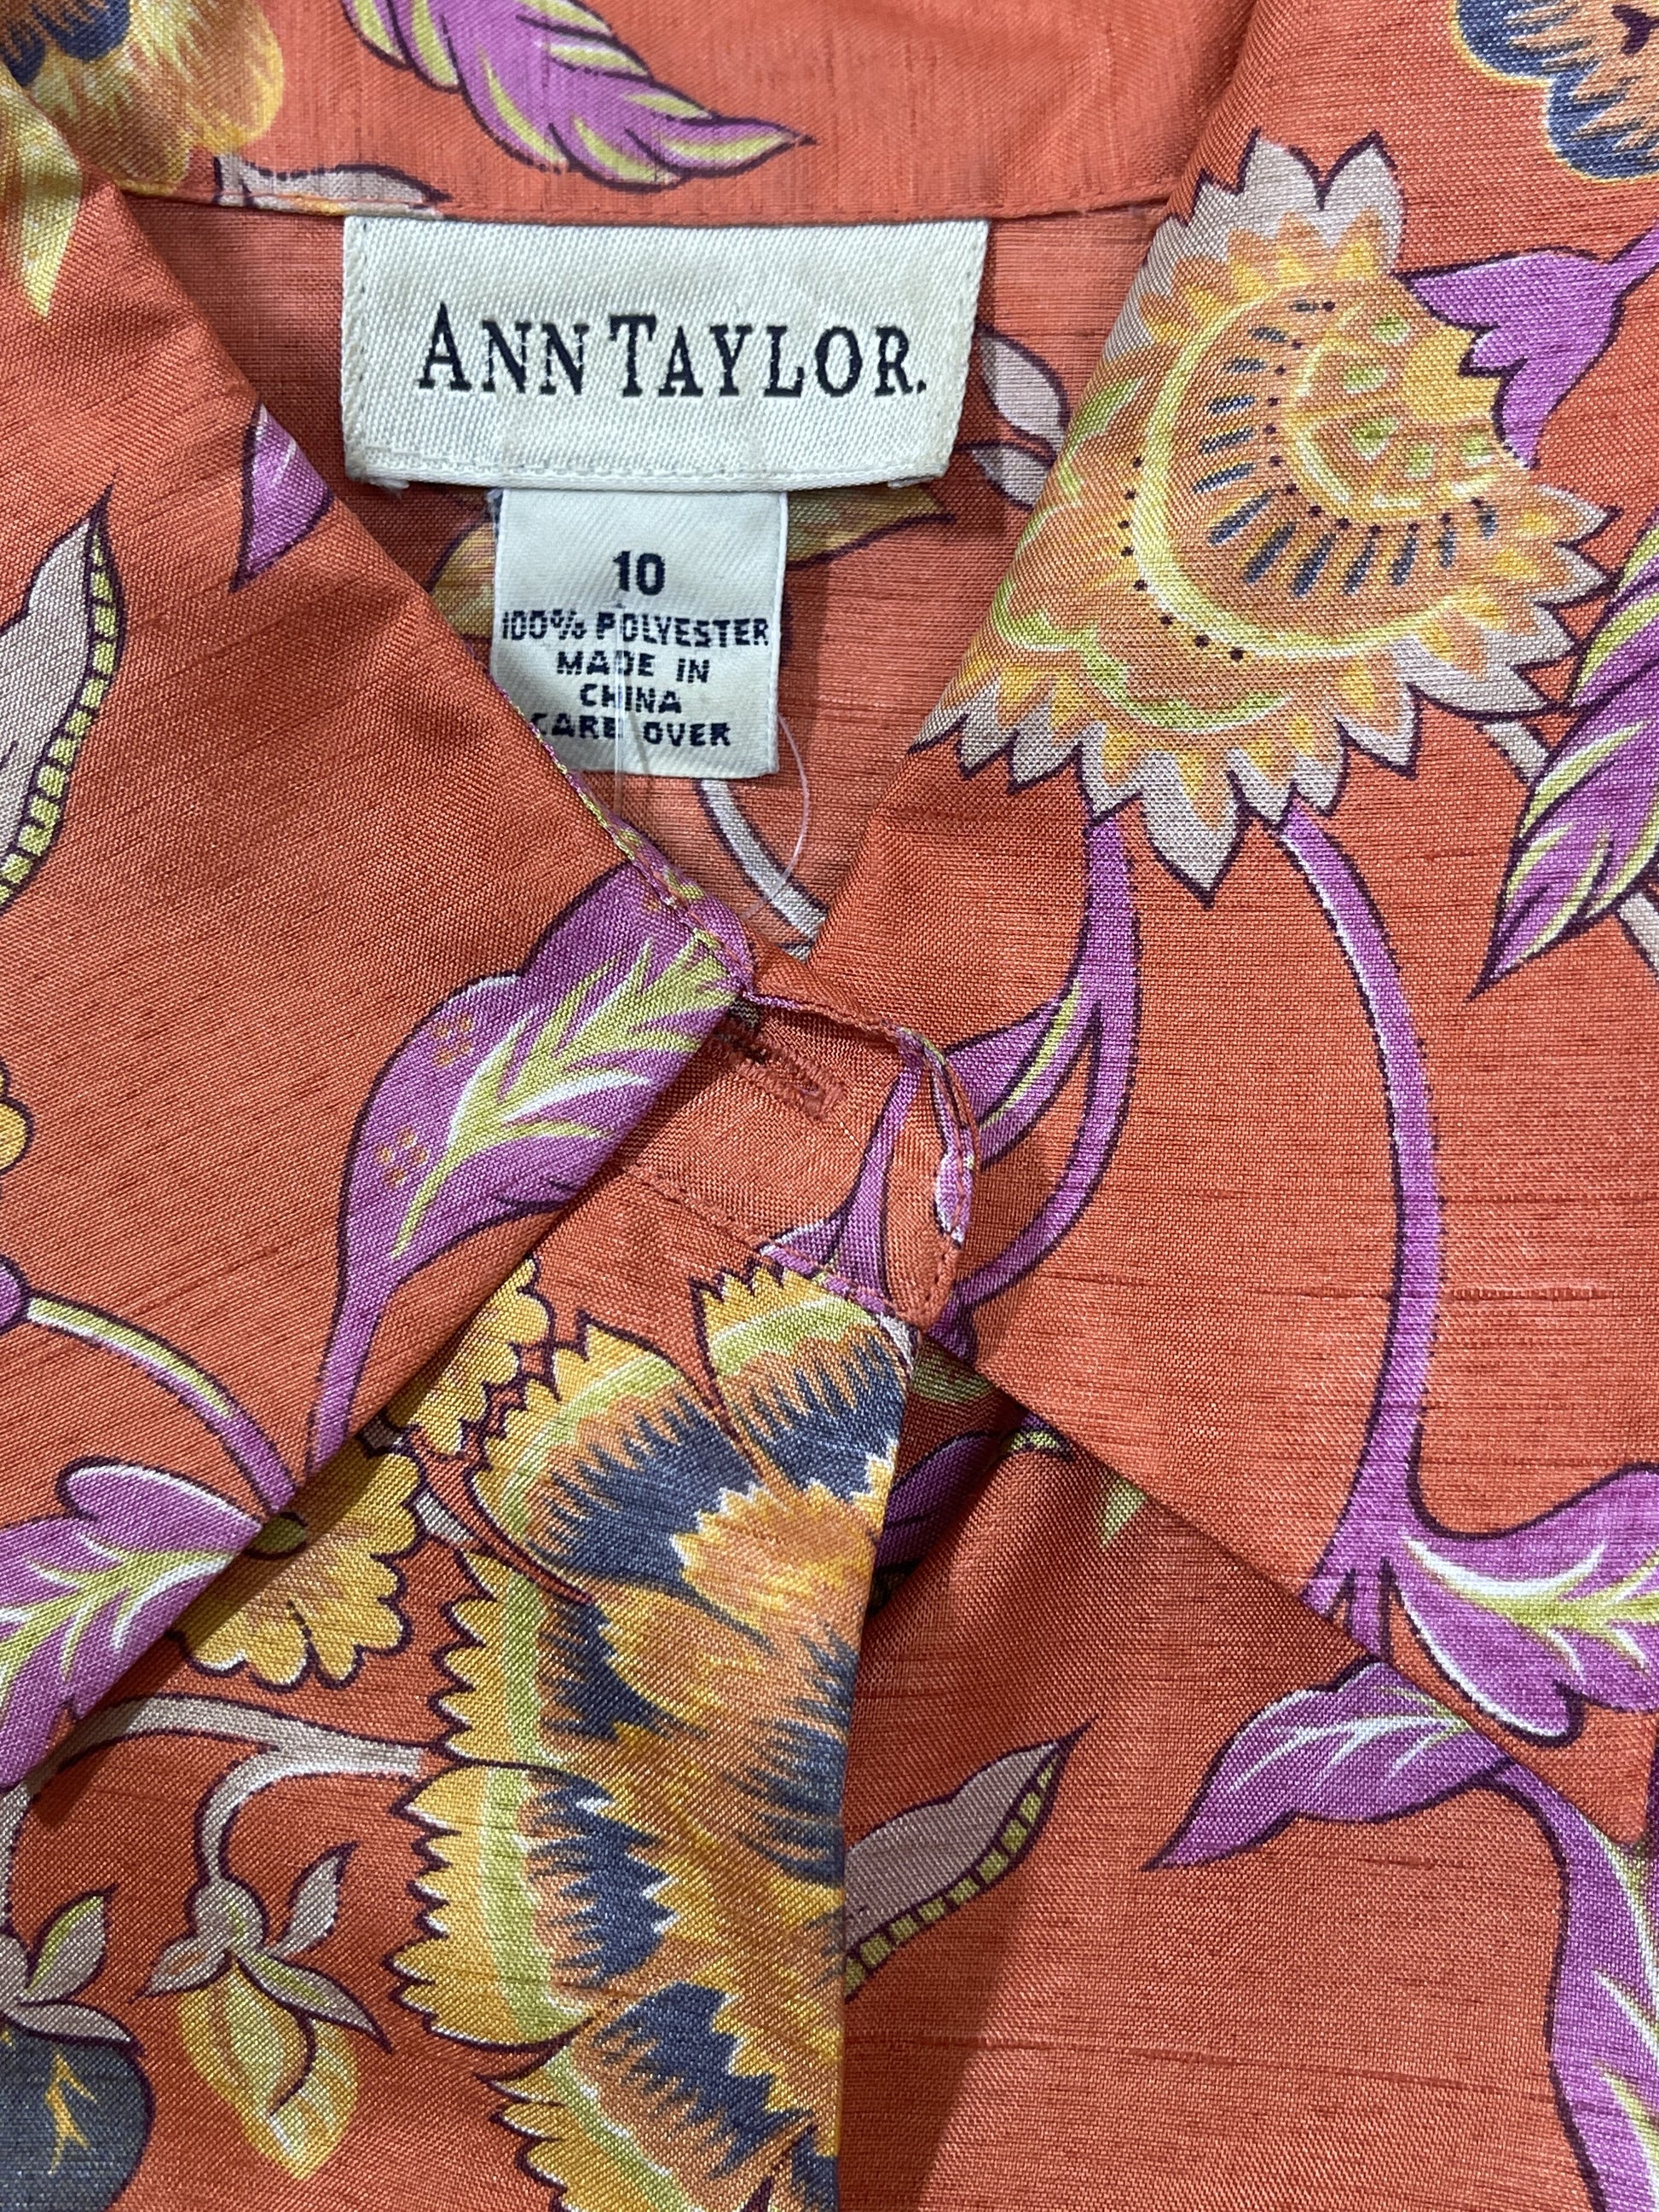 ANN TAYLOR.
10
100% POLYESTER
MADE IN
CHINA
CARE OVER